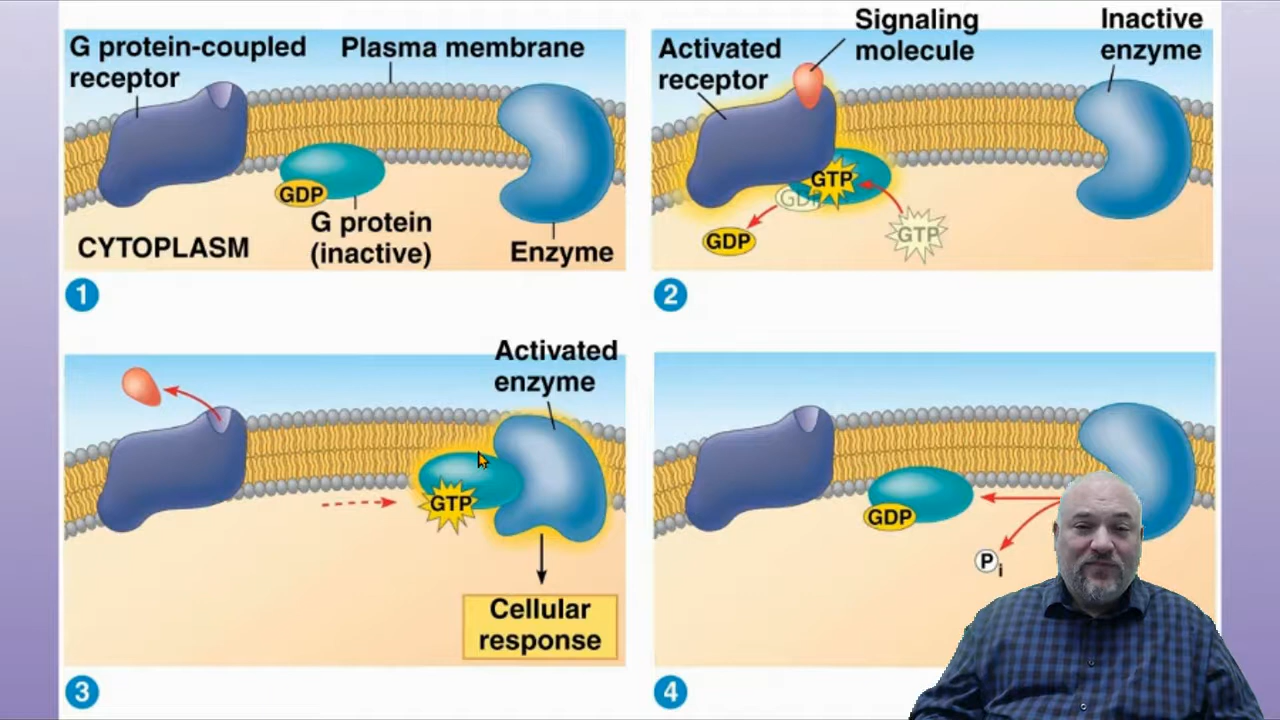 G protein-coupled
receptor
Plasma membrane
GDP
G protein
(inactive)
CYTOPLASM
Enzyme
1
Activated
receptor
Signaling
molecule
Inactive
enzyme
GTP
GDP
GDP
GTP
2
Activated
enzyme
GTP
Cellular
response
3
GDP
Pi
4